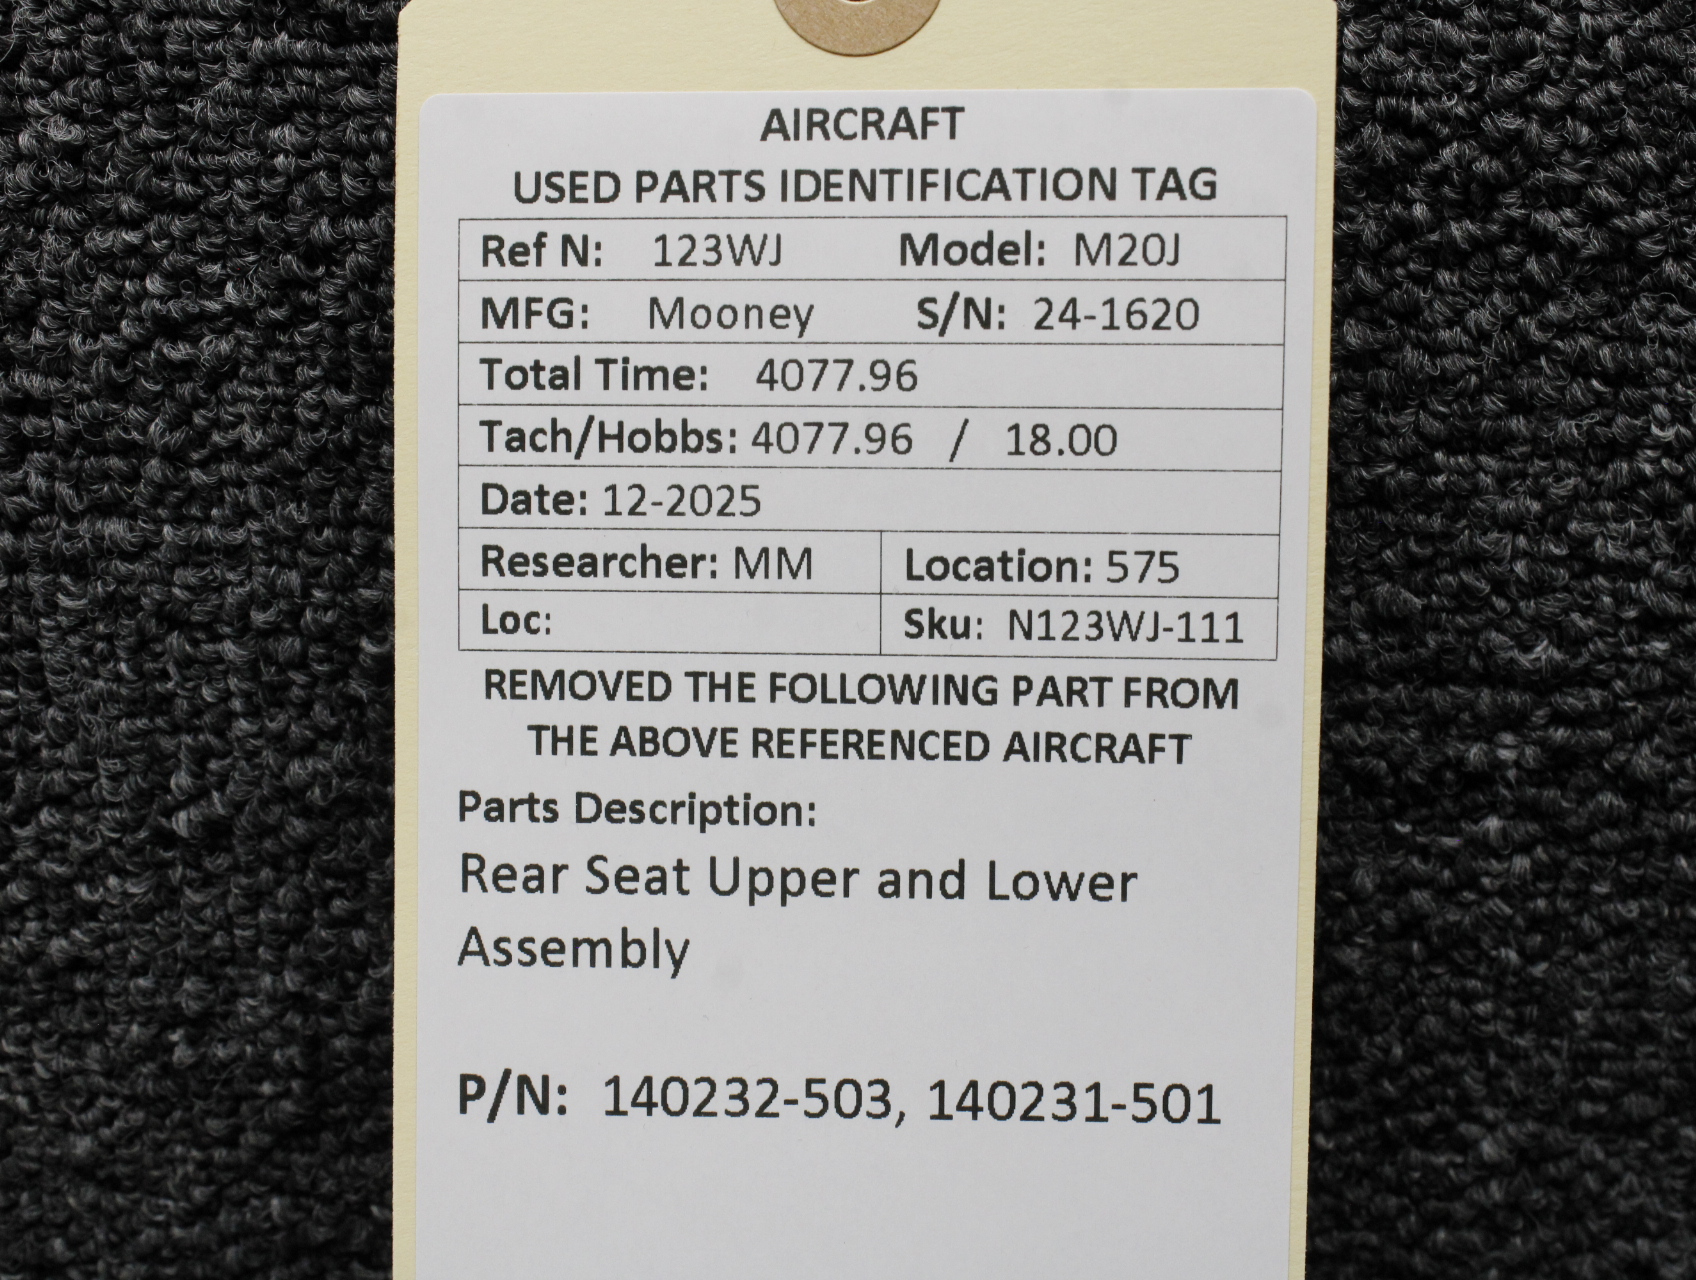 AIRCRAFT
USED PARTS IDENTIFICATION TAG
Ref N: 123WJ Model: M20J
MFG: Mooney S/N: 24-1620
Total Time: 4077.96
Tach/Hobbs: 4077.96 / 18.00
Date: 12-2025
Researcher: MM Location: 575
Loc: Sku: N123WJ-111
REMOVED THE FOLLOWING PART FROM
THE ABOVE REFERENCED AIRCRAFT
Parts Description:
Rear Seat Upper and Lower
Assembly
P/N: 140232-503, 140231-501